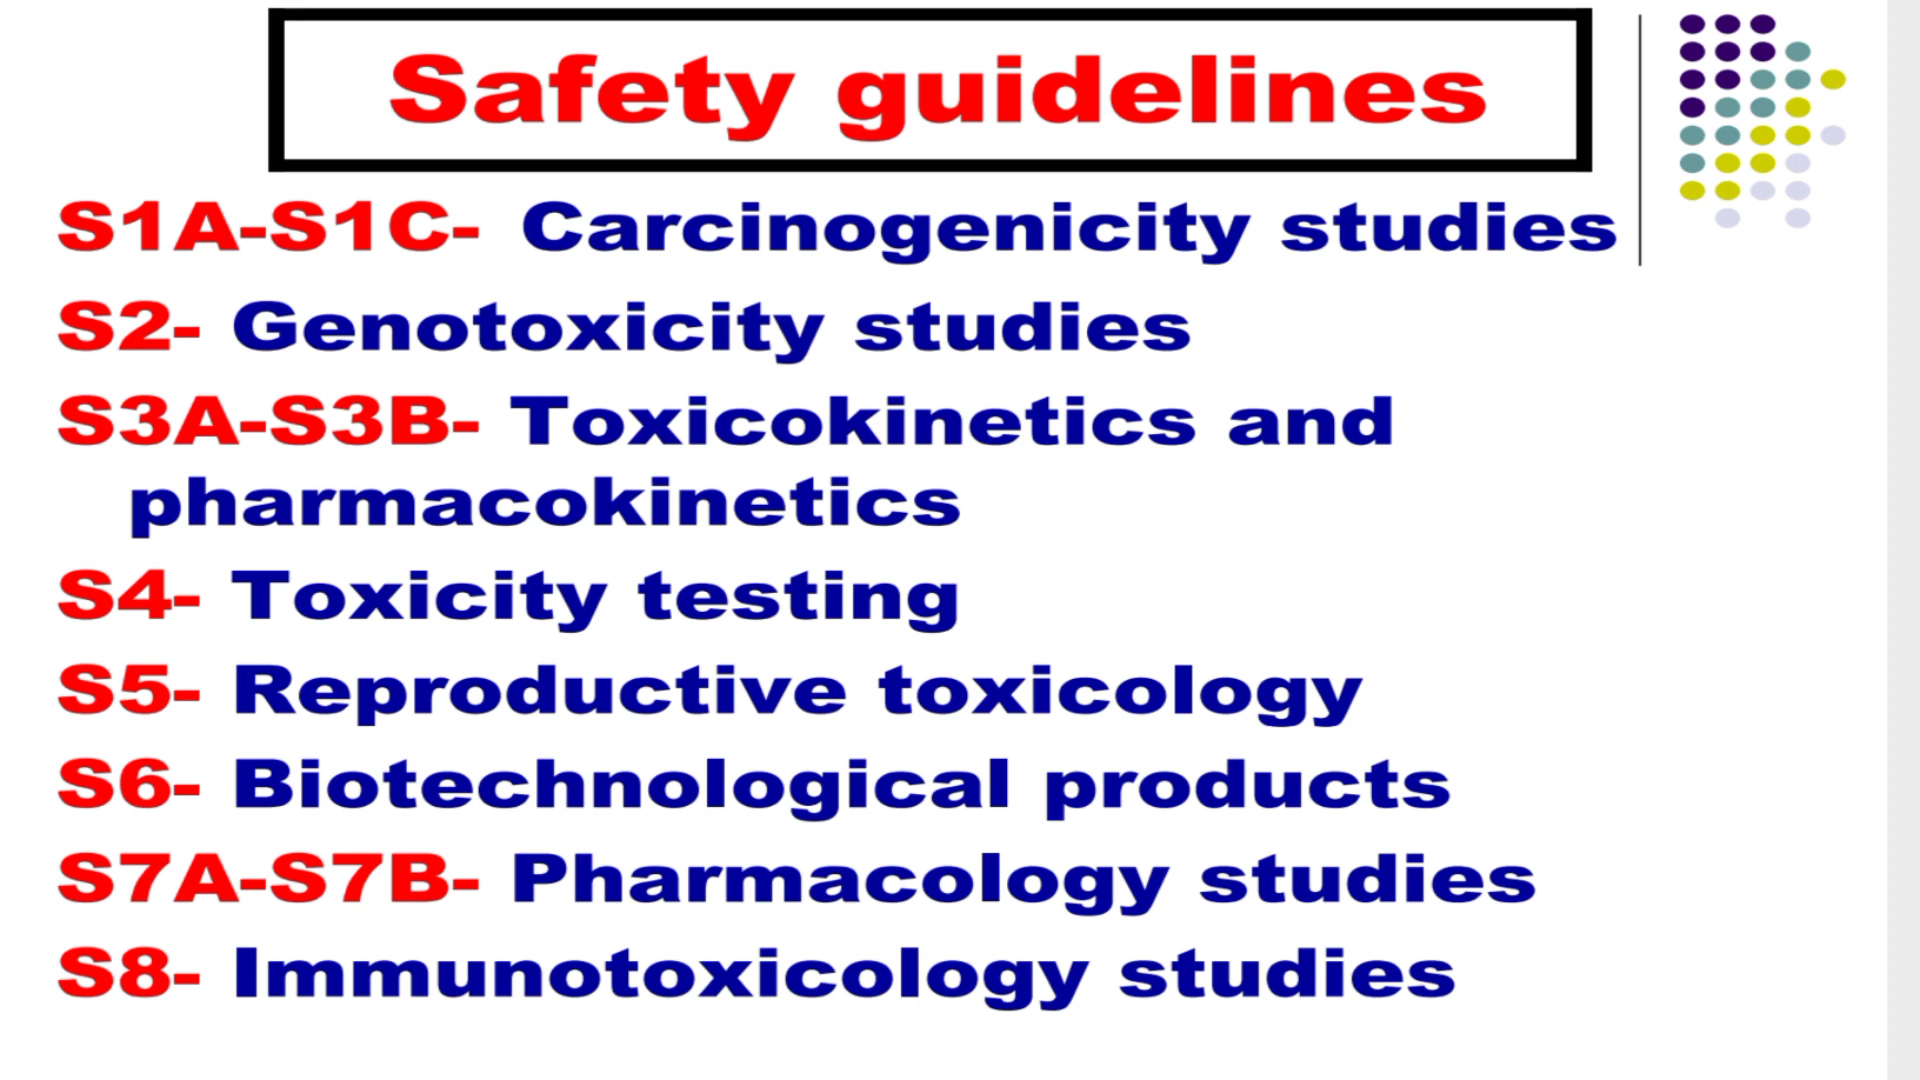 Safety guidelines
S1A-S1C- Carcinogenicity studies
S2- Genotoxicity studies
S3A-S3B- Toxicokinetics and
pharmacokinetics
S4- Toxicity testing
S5- Reproductive toxicology
S6- Biotechnological products
S7A-S7B- Pharmacology studies
S8- Immunotoxicology studies